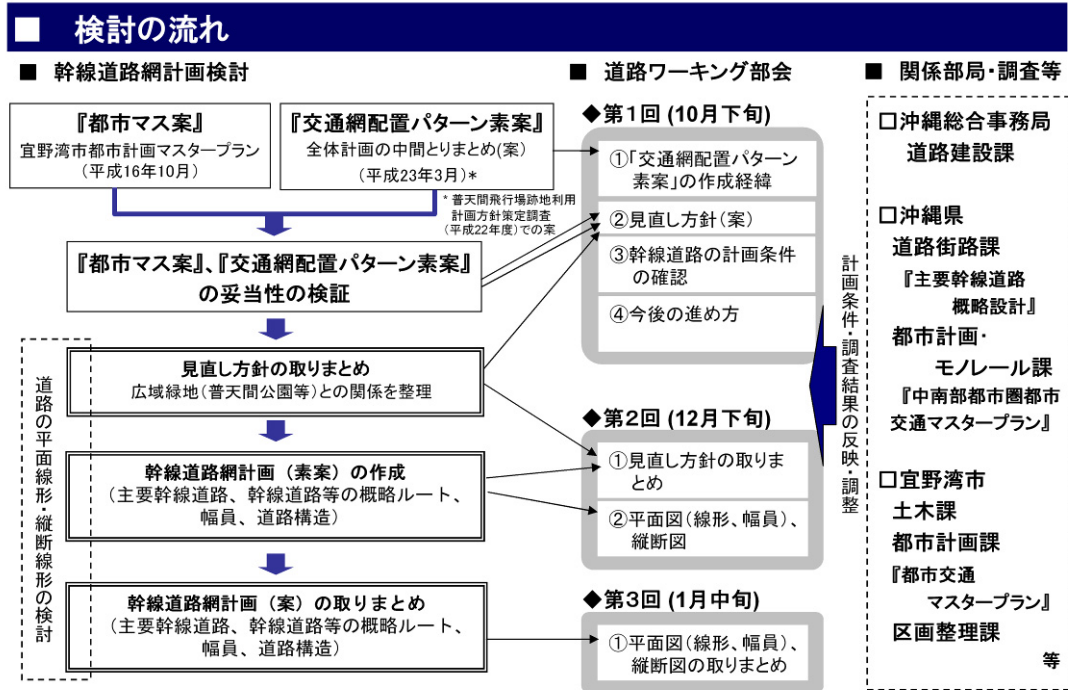 ■ 検討の流れ
■ 幹線道路網計画検討
『都市マス案』
宜野湾市都市計画マスタープラン
(平成16年10月)
『交通網配置パターン素案』
全体計画の中間とりまとめ(案)
(平成23年3月)*
* 普天間飛行場跡地利用
計画方針策定調査
(平成22年度)での案
『都市マス案』、『交通網配置パターン素案』
の妥当性の検証
道路の平面線形・縦断線形の検討
見直し方針の取りまとめ
広域緑地(普天間公園等)との関係を整理
幹線道路網計画(素案)の作成
(主要幹線道路、幹線道路等の概略ルート、
幅員、道路構造)
幹線道路網計画(案)の取りまとめ
(主要幹線道路、幹線道路等の概略ルート、
幅員、道路構造)
■ 道路ワーキング部会
◆第1回(10月下旬)
①「交通網配置パターン
素案」の作成経緯
②見直し方針(案)
③幹線道路の計画条件
の確認
④今後の進め方
◆第2回(12月下旬)
①見直し方針の取りま
とめ
②平面図(線形、幅員)、
縦断図
◆第3回(1月中旬)
①平面図(線形、幅員)、
縦断図の取りまとめ
計画条件・調査結果の反映・調整
■ 関係部局・調査等
□沖縄総合事務局
道路建設課
□沖縄県
道路街路課
『主要幹線道路
概略設計』
都市計画・
モノレール課
『中南部都市圏都市
交通マスタープラン』
□宜野湾市
土木課
都市計画課
『都市交通
マスタープラン』
区画整理課
等